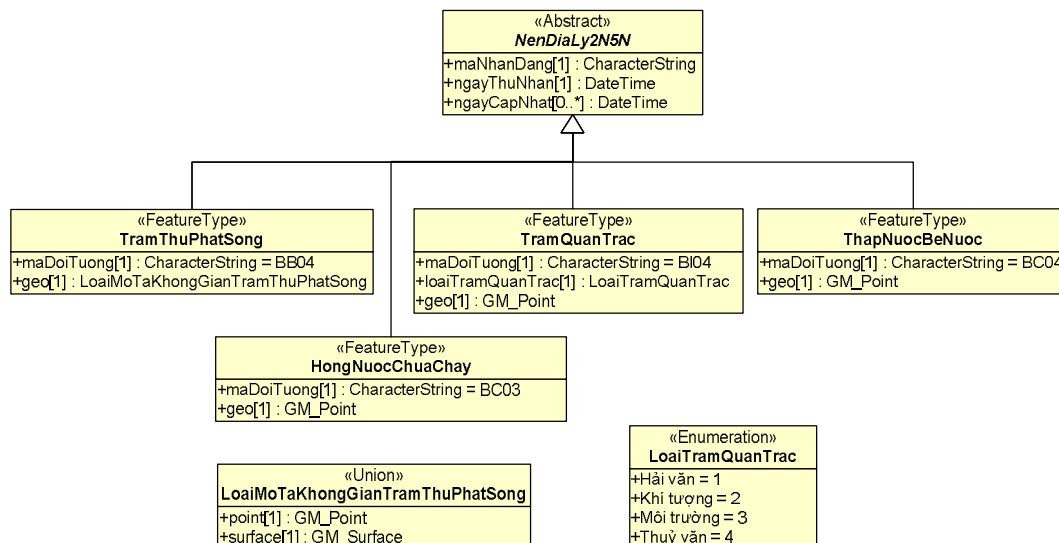 «Abstract»
NenDiaLy2N5N
+maNhanDang[1] : CharacterString
+ngayThuNhan[1] : DateTime
+ngayCapNhat[0..*] : DateTime
«FeatureType»
TramThuPhatSong
+maDoiTuong[1] : CharacterString = BB04
+geo[1] : LoaiMoTaKhongGianTramThuPhatSong
«FeatureType»
TramQuanTrac
+maDoiTuong[1] : CharacterString = BI04
+loaiTramQuanTrac[1] : LoaiTramQuanTrac
+geo[1] : GM_Point
«FeatureType»
ThapNuocBeNuoc
+maDoiTuong[1] : CharacterString = BC04
+geo[1] : GM_Point
«FeatureType»
HongNuocChuaChay
+maDoiTuong[1] : CharacterString = BC03
+geo[1] : GM_Point
«Union»
LoaiMoTaKhongGianTramThuPhatSong
+point[1] : GM_Point
+surface[1] : GM_Surface
«Enumeration»
LoaiTramQuanTrac
+Hải văn = 1
+Khí tượng = 2
+Môi trường = 3
+Thuỷ văn = 4